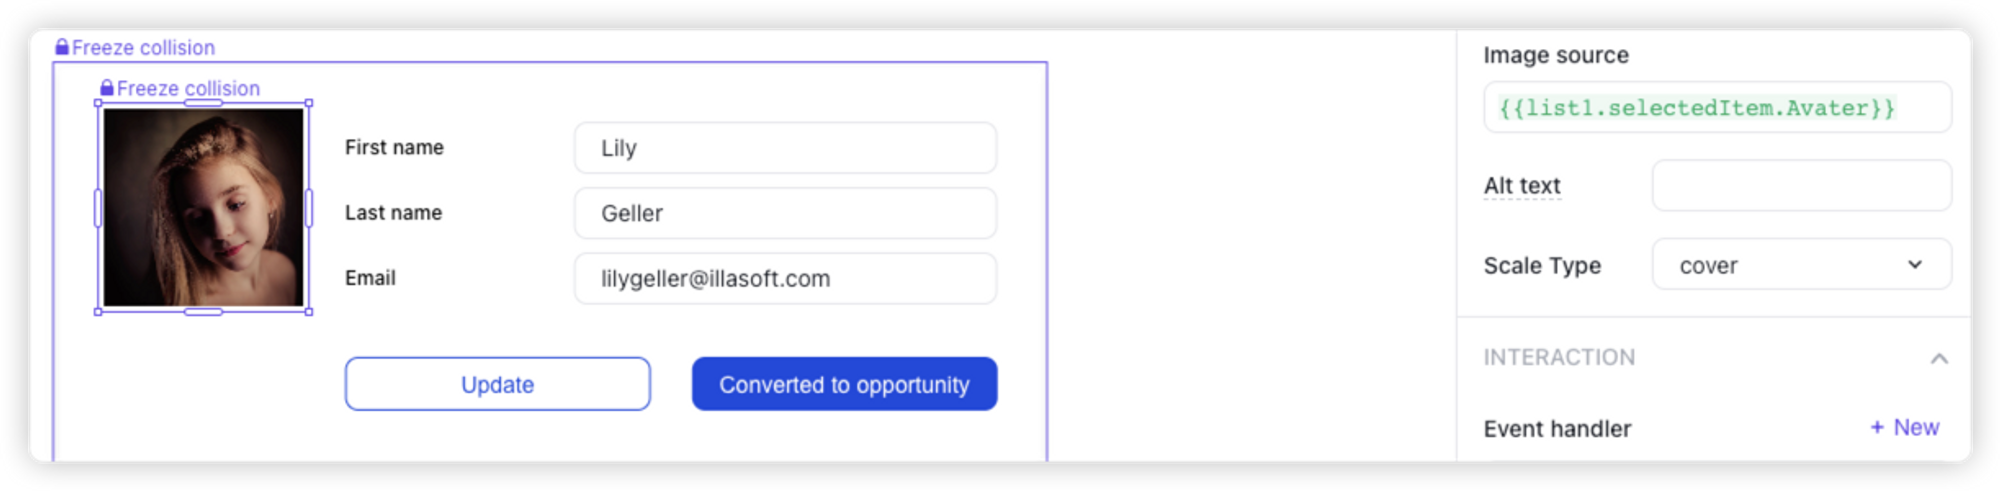 Freeze collision
Freeze collision
First name
Lily
Last name
Geller
Email
lilygeller@illasoft.com
Update
Converted to opportunity
Image source
{{list1.selectedItem.Avater}}
Alt text
Scale Type
cover
INTERACTION
Event handler
+ New